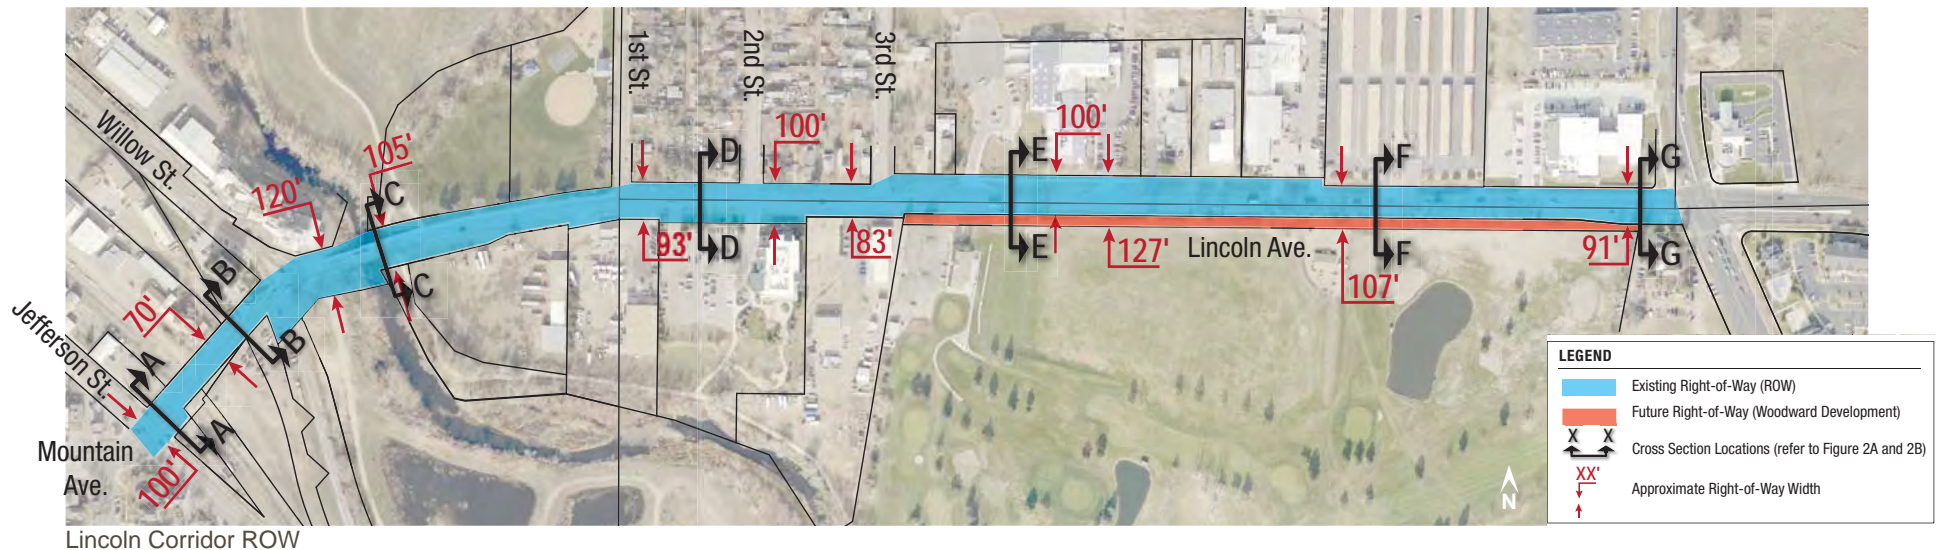 Willow St.
120'
105'
C
C
1st St.
93'
D
D
2nd St.
100'
3rd St.
83'
E
E
100'
127'
Lincoln Ave.
F
F
107'
91'
G
G
B
B
70'
Jefferson St.
A
A
Mountain
Ave.
100'
N
LEGEND
Existing Right-of-Way (ROW)
Future Right-of-Way (Woodward Development)
X X
Cross Section Locations (refer to Figure 2A and 2B)
XX'
Approximate Right-of-Way Width
Lincoln Corridor ROW